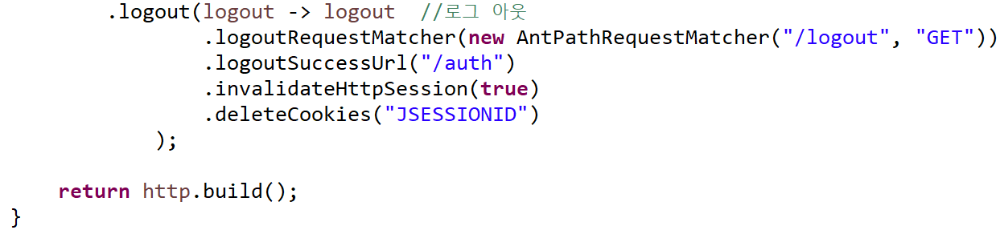 .logout(logout -> logout  //로그 아웃
.logoutRequestMatcher(new AntPathRequestMatcher("/logout", "GET"))
.logoutSuccessUrl("/auth")
.invalidateHttpSession(true)
.deleteCookies("JSESSIONID")
);
return http.build();
}